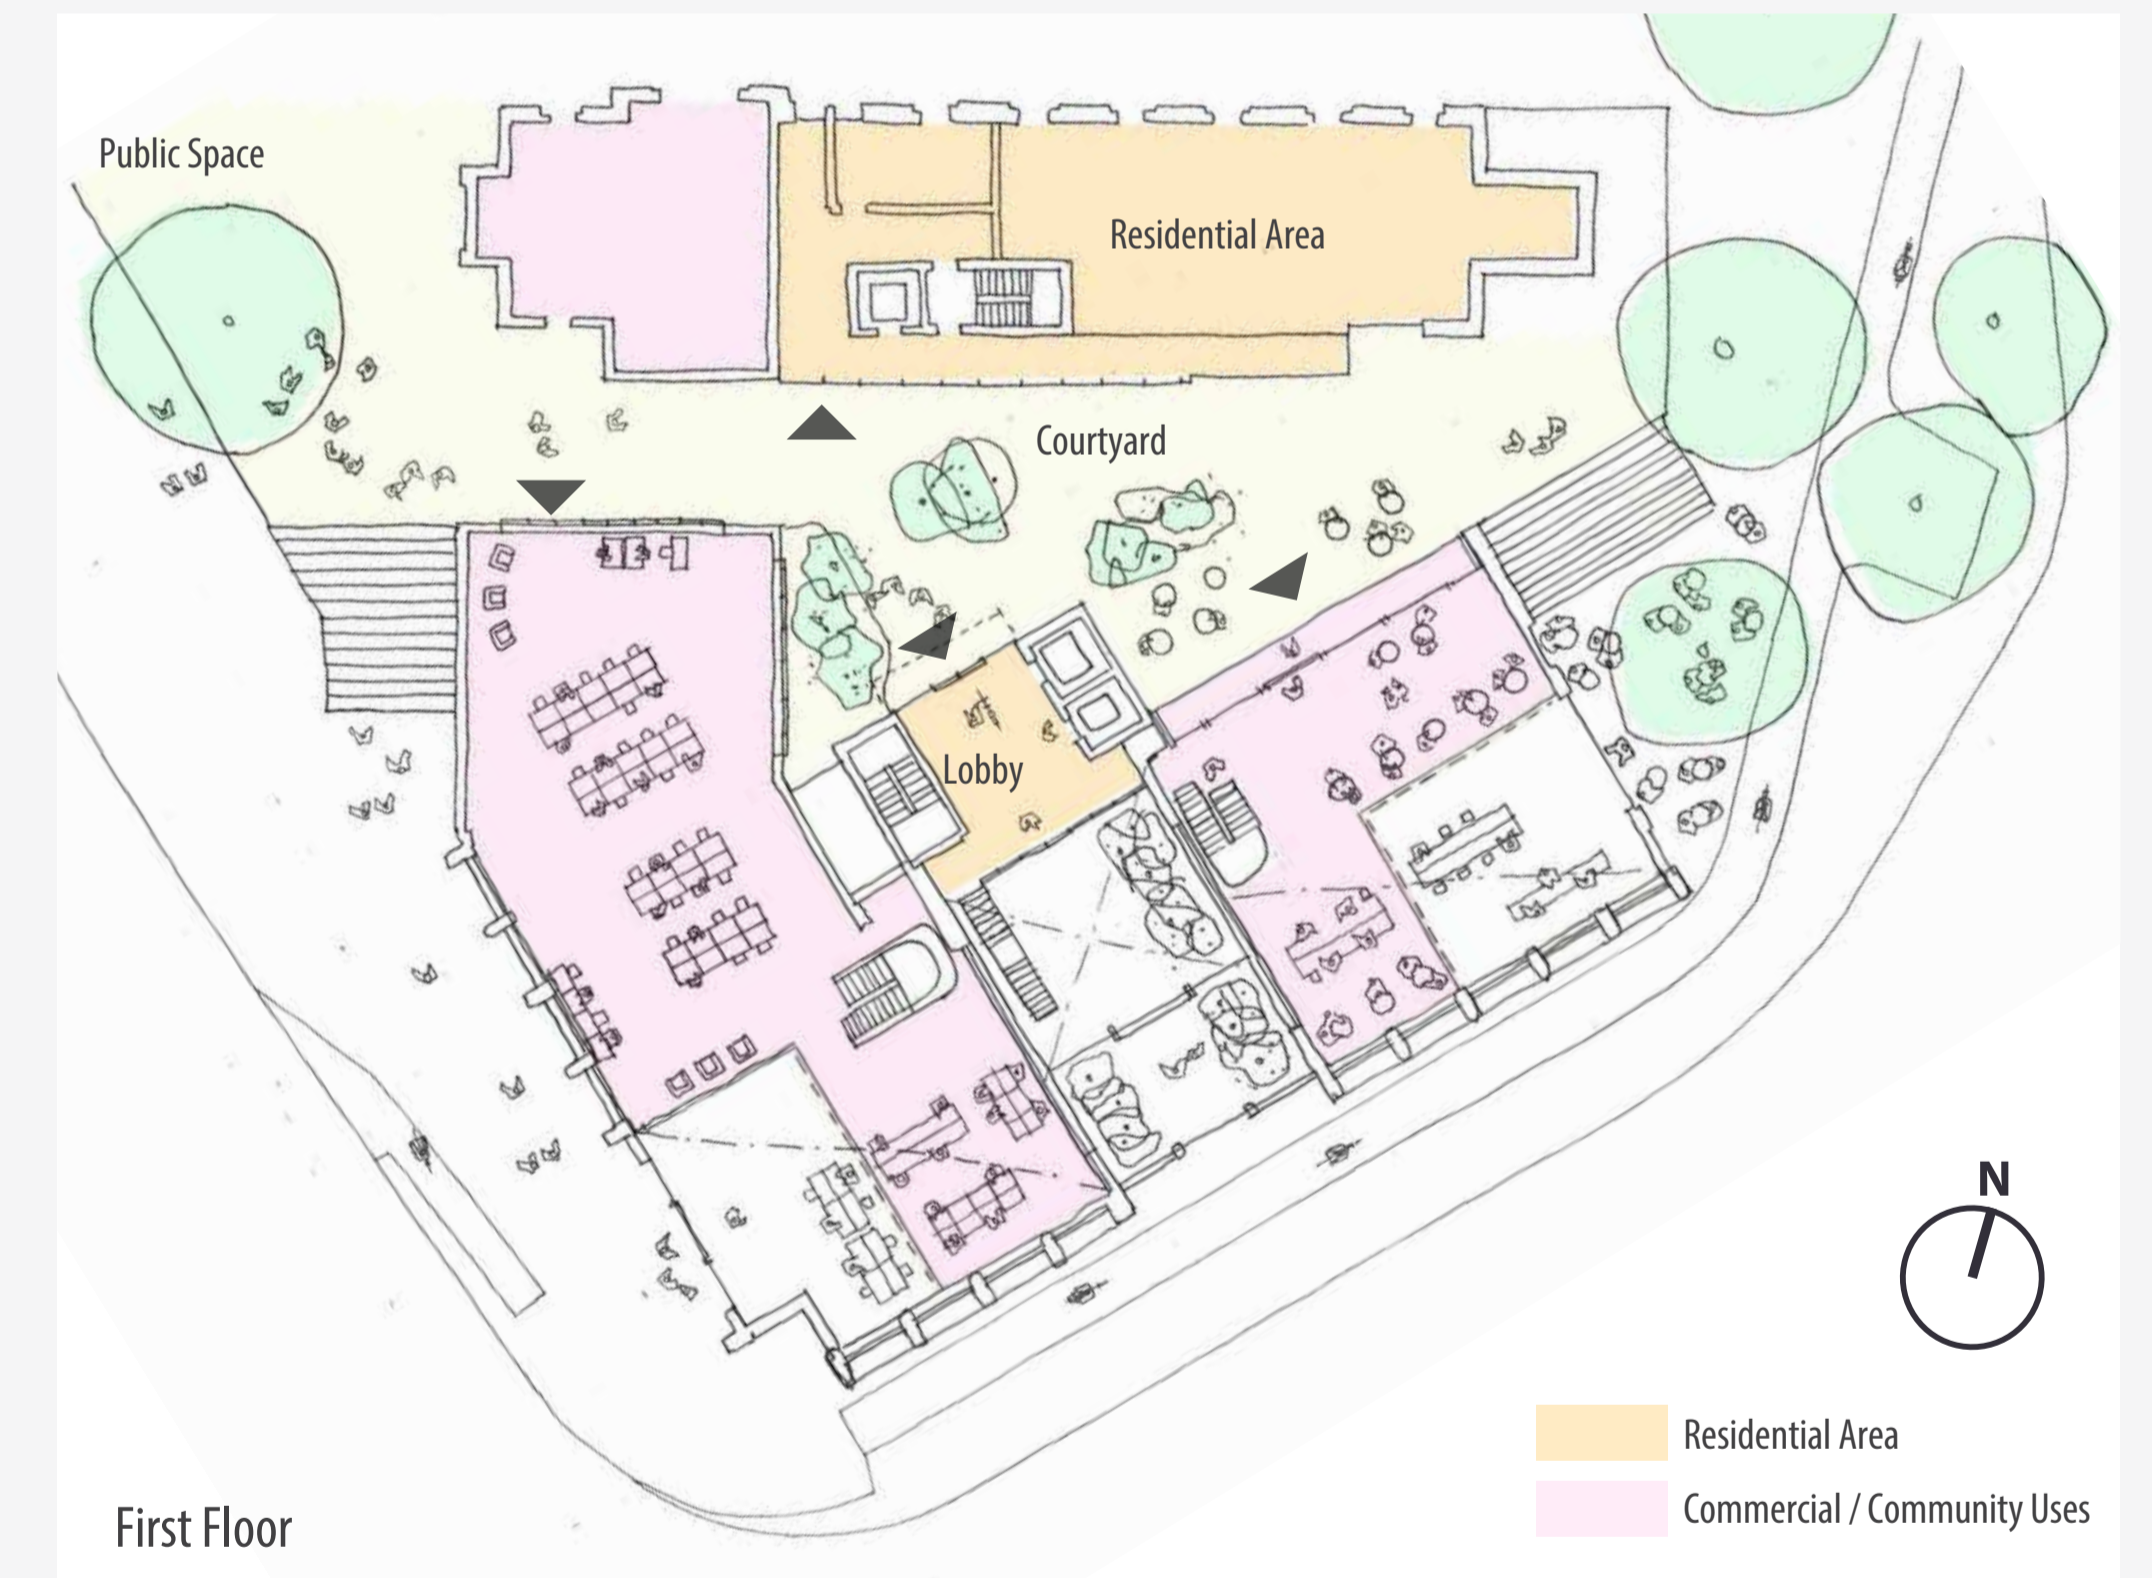 Public Space
Residential Area
Courtyard
Lobby
N
Residential Area
Commercial / Community Uses
First Floor